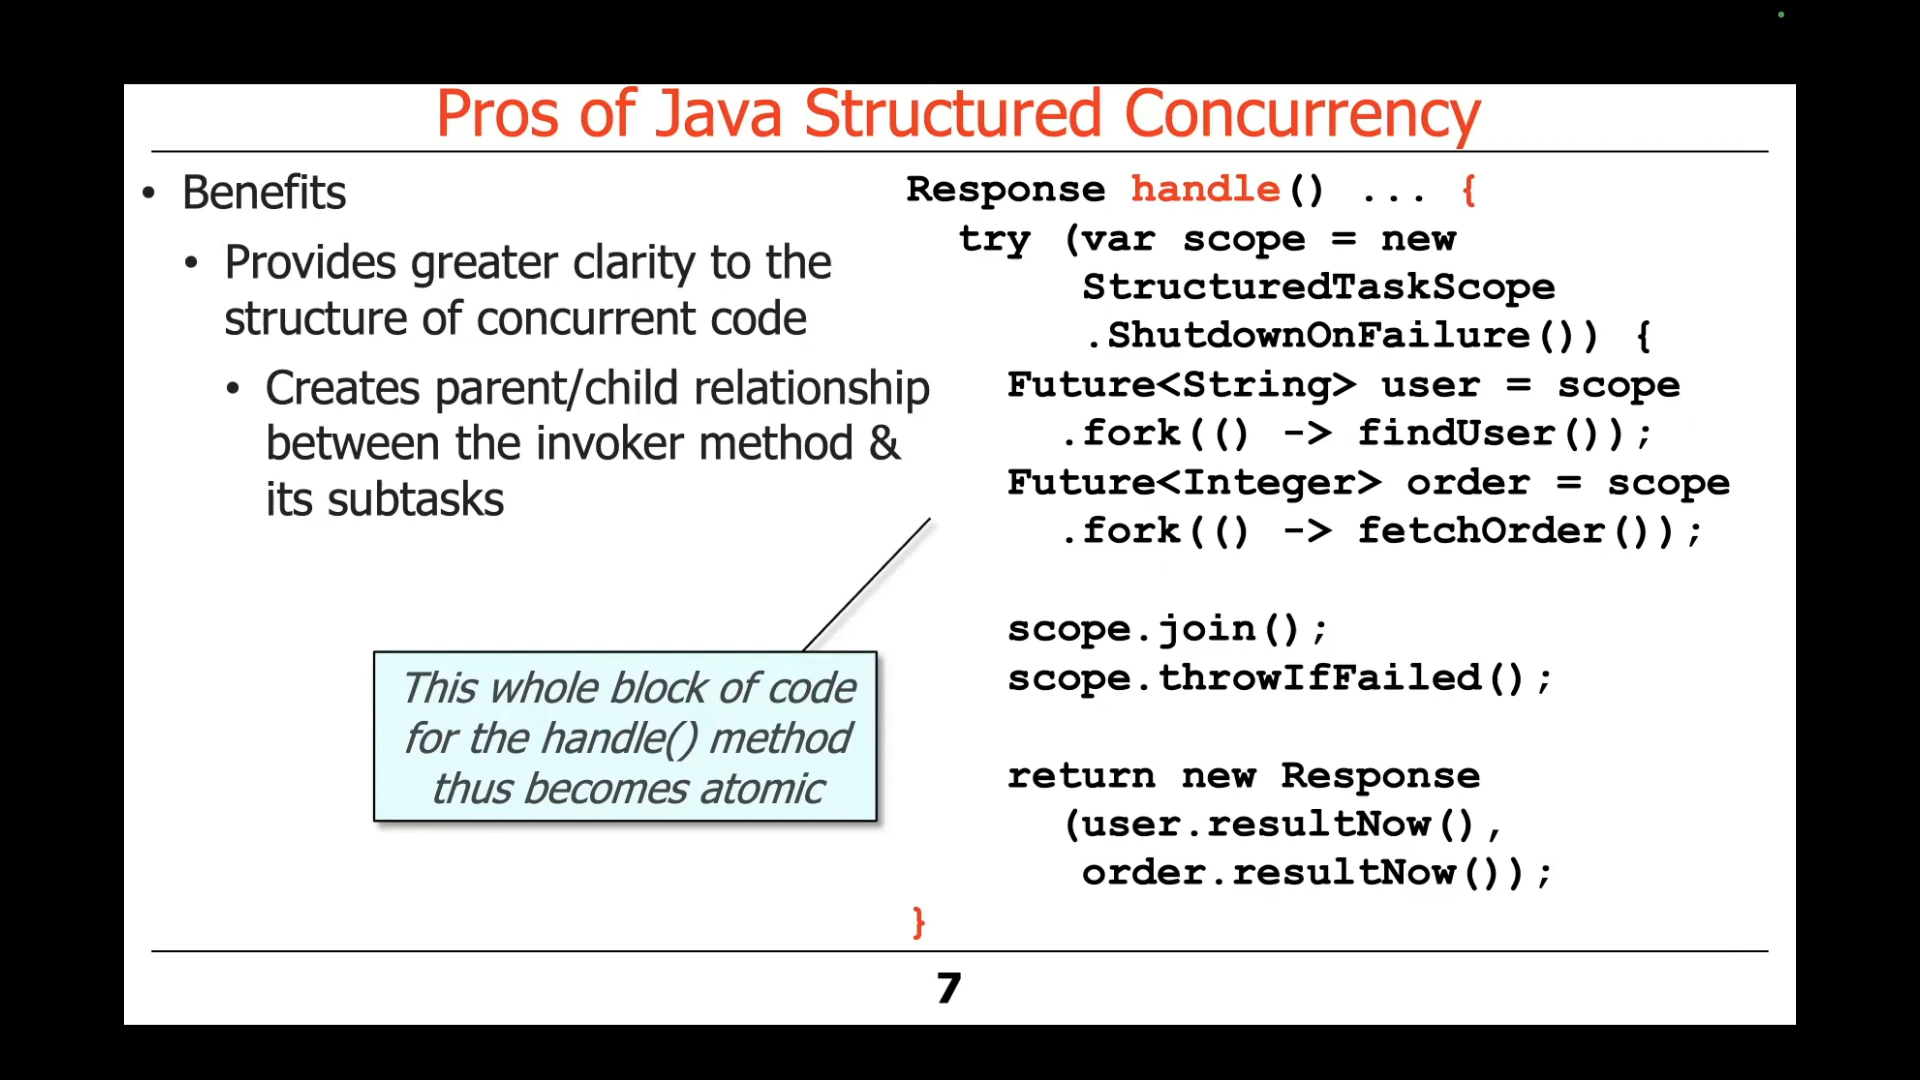 Pros of Java Structured Concurrency
• Benefits
• Provides greater clarity to the
structure of concurrent code
• Creates parent/child relationship
between the invoker method &
its subtasks
This whole block of code
for the handle() method
thus becomes atomic
Response handle() ... {
try (var scope = new
StructuredTaskScope
.ShutdownOnFailure()) {
Future<String> user = scope
.fork(() -> findUser());
Future<Integer> order = scope
.fork(() -> fetchOrder());
scope.join();
scope.throwIfFailed();
return new Response
(user.resultNow(),
order.resultNow());
}
7